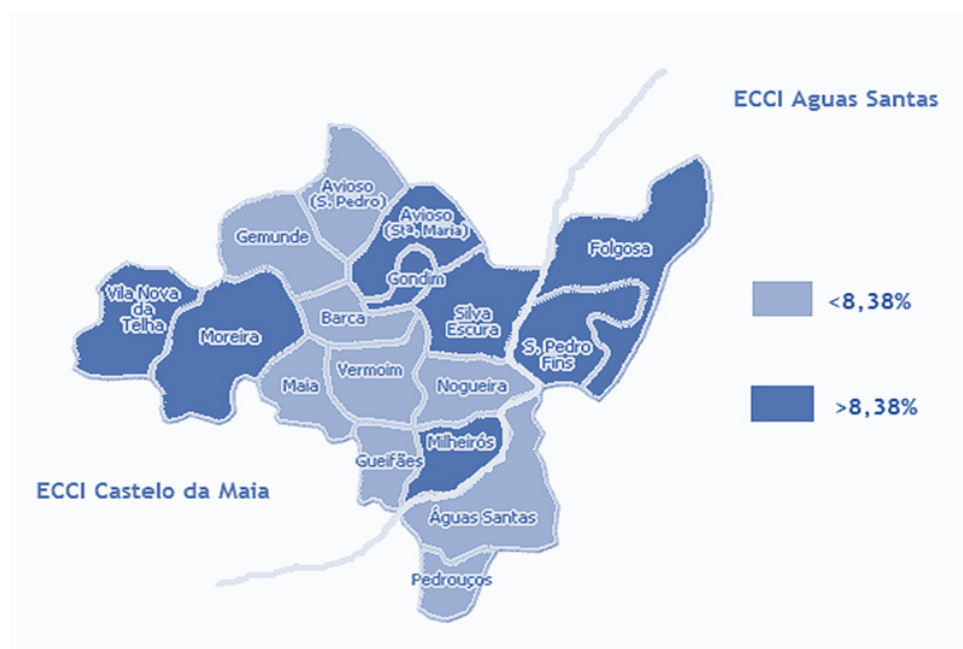 ECCI Aguas Santas
Avioso
(S. Pedro)
Avioso
(Stª. Maria)
Gemunde
Folgosa
Gondim
Vila Nova
da
Telha
<8,38%
Barca
Silva
Escura
Moreira
S. Pedro
Fins
Vermoim
Maia
Nogueira
>8,38%
Milheirós
Gueifães
ECCI Castelo da Maia
Águas Santas
Pedrouços